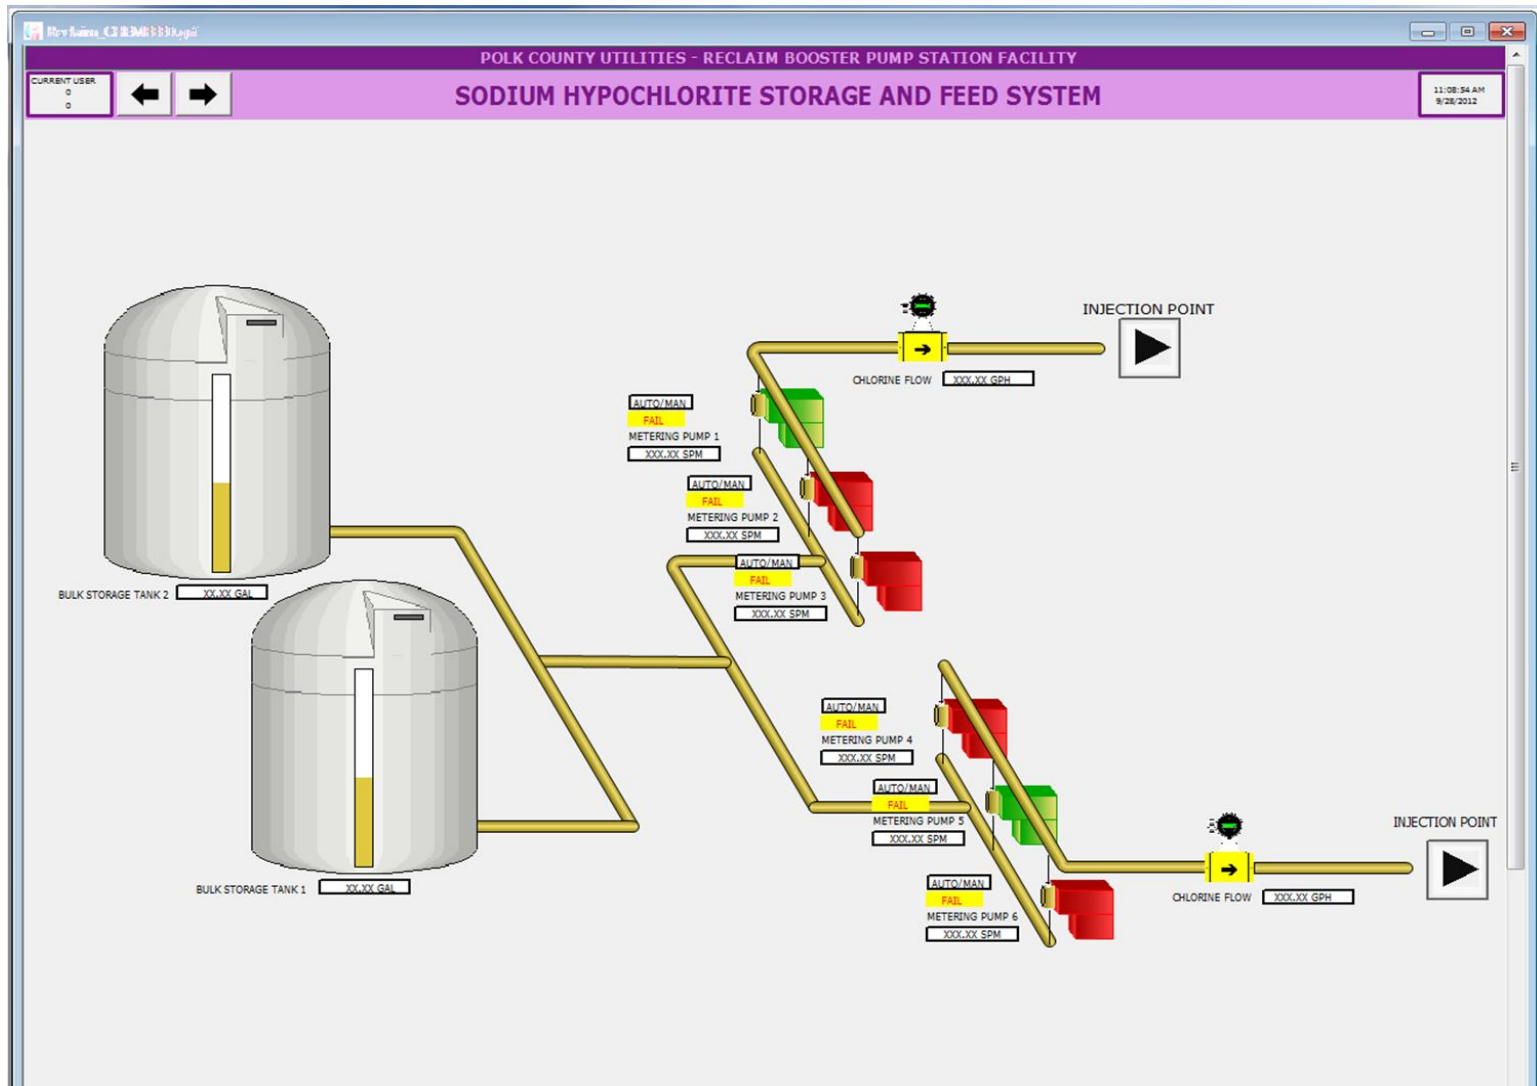 POLK COUNTY UTILITIES - RECLAIM BOOSTER PUMP STATION FACILITY
CURRENT USER
0
0
SODIUM HYPOCHLORITE STORAGE AND FEED SYSTEM
11:08:54 AM
9/28/2012
INJECTION POINT
CHLORINE FLOW XXX.XX GPH
AUTO/MAN
FAIL
METERING PUMP 1
XXX.XX SPM
AUTO/MAN
FAIL
METERING PUMP 2
XXX.XX SPM
AUTO/MAN
FAIL
METERING PUMP 3
XXX.XX SPM
BULK STORAGE TANK 2 XX.XX GAL
AUTO/MAN
FAIL
METERING PUMP 4
XXX.XX SPM
AUTO/MAN
FAIL
METERING PUMP 5
XXX.XX SPM
INJECTION POINT
BULK STORAGE TANK 1 XX.XX GAL
AUTO/MAN
FAIL
METERING PUMP 6
XXX.XX SPM
CHLORINE FLOW XXX.XX GPH